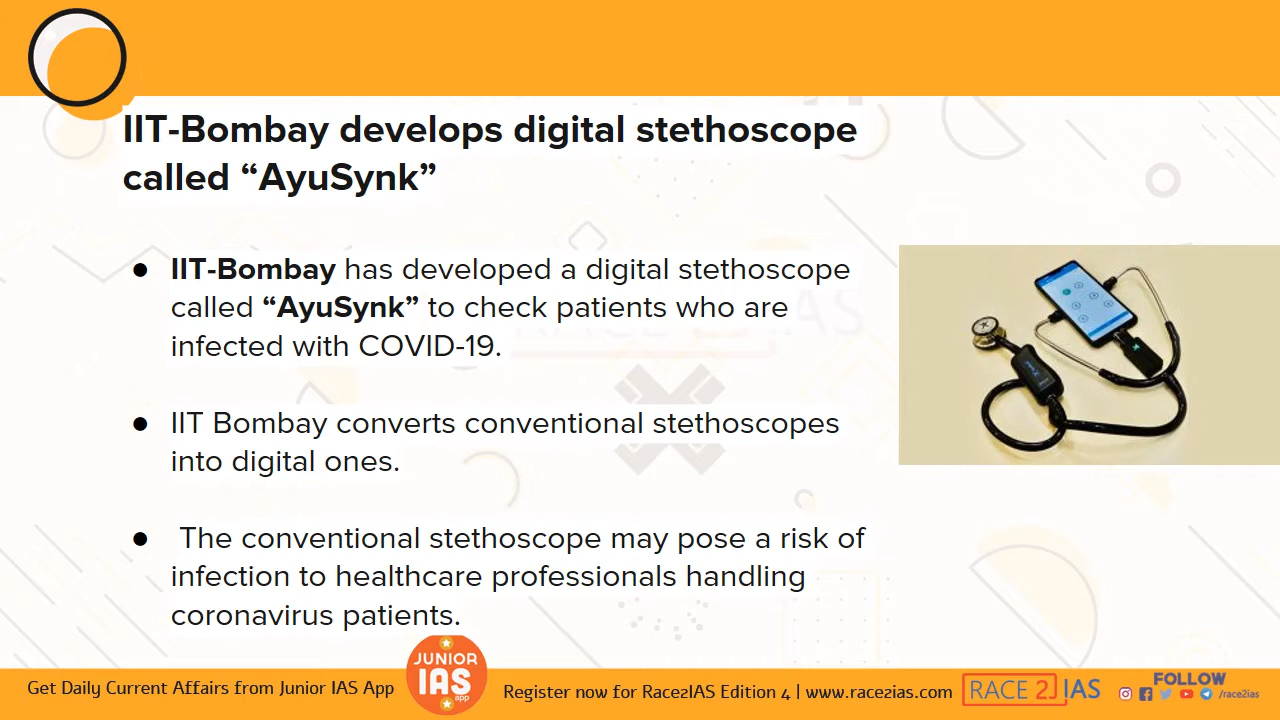 IIT-Bombay develops digital stethoscope
called “AyuSynk”
● IIT-Bombay has developed a digital stethoscope
called “AyuSynk” to check patients who are
infected with COVID-19.
● IIT Bombay converts conventional stethoscopes
into digital ones.
● The conventional stethoscope may pose a risk of
infection to healthcare professionals handling
coronavirus patients.
Get Daily Current Affairs from Junior IAS App
JUNIOR
IAS
app
Register now for Race2IAS Edition 4 | www.race2ias.com
RACE 2 IAS
FOLLOW
/race2ias